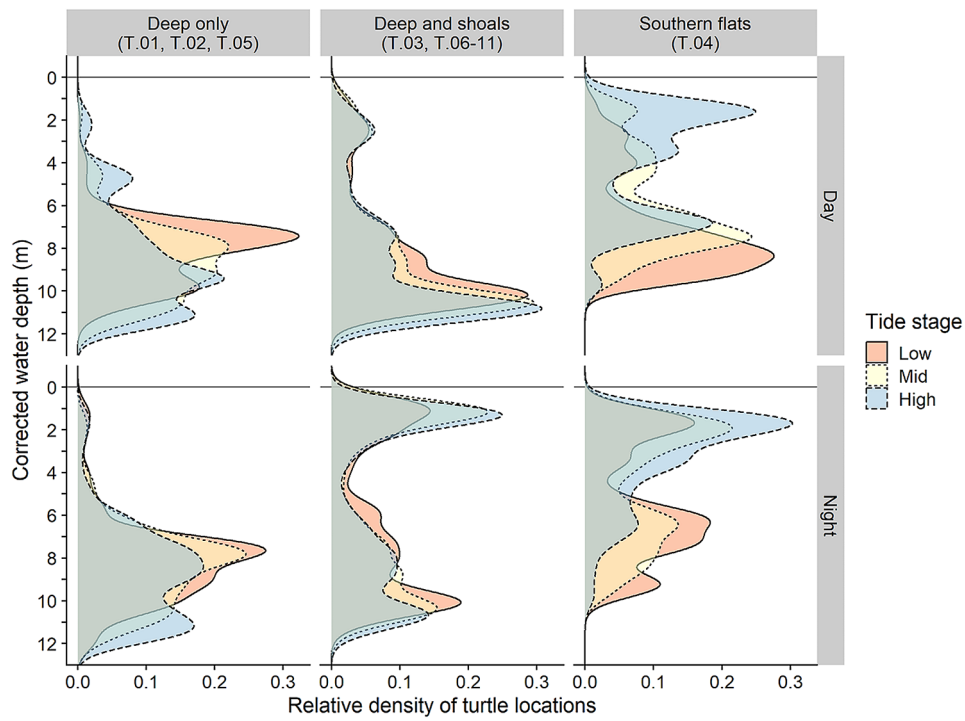 Deep only
(T.01, T.02, T.05)
Deep and shoals
(T.03, T.06-11)
Southern flats
(T.04)
0
2
4
6
8
10
12
Day
0
2
4
6
8
10
12
Night
Corrected water depth (m)
0.0 0.1 0.2 0.3
0.0 0.1 0.2 0.3
0.0 0.1 0.2 0.3
Relative density of turtle locations
Tide stage
Low
Mid
High